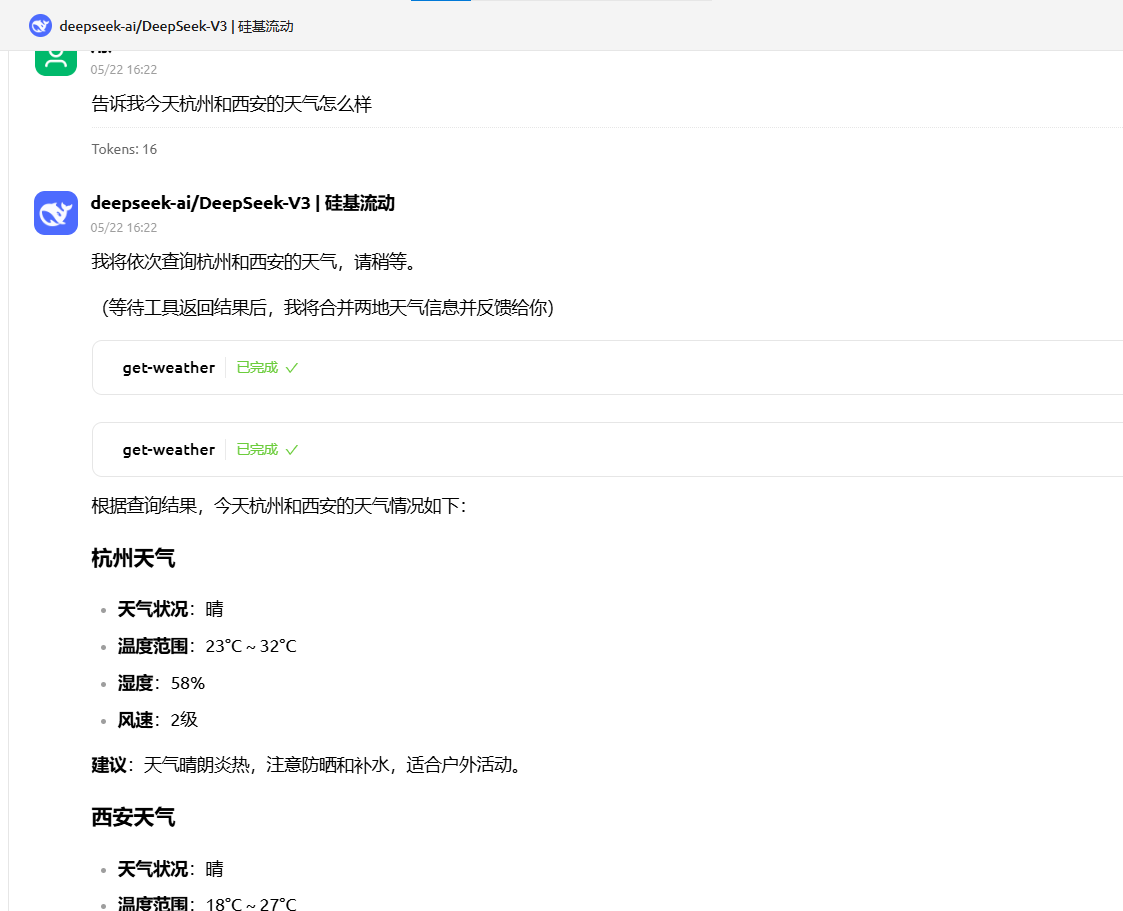 deepseek-ai/DeepSeek-V3 | 硅基流动
05/22 16:22
告诉我今天杭州和西安的天气怎么样
Tokens: 16
deepseek-ai/DeepSeek-V3 | 硅基流动
05/22 16:22
我将依次查询杭州和西安的天气，请稍等。
（等待工具返回结果后，我将合并两地天气信息并反馈给你）
get-weather 已完成
get-weather 已完成
根据查询结果，今天杭州和西安的天气情况如下：
杭州天气
天气状况：晴
温度范围：23°C ~ 32°C
湿度：58%
风速：2级
建议：天气晴朗炎热，注意防晒和补水，适合户外活动。
西安天气
天气状况：晴
温度范围：18°C ~ 27°C